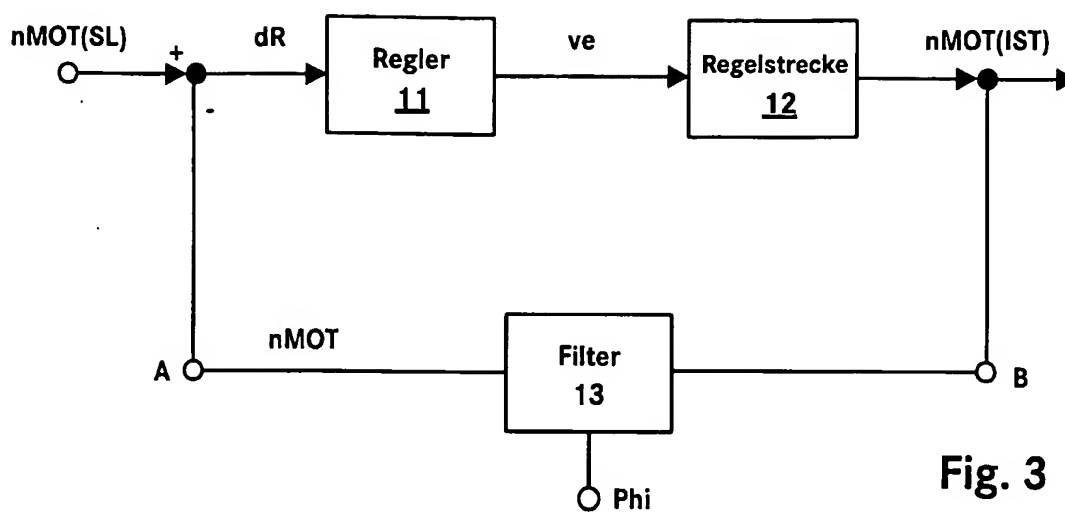 nMOT(SL)
+
-
dR
Regler
11
ve
Regelstrecke
12
nMOT(IST)
A
nMOT
Filter
13
B
Phi
Fig. 3